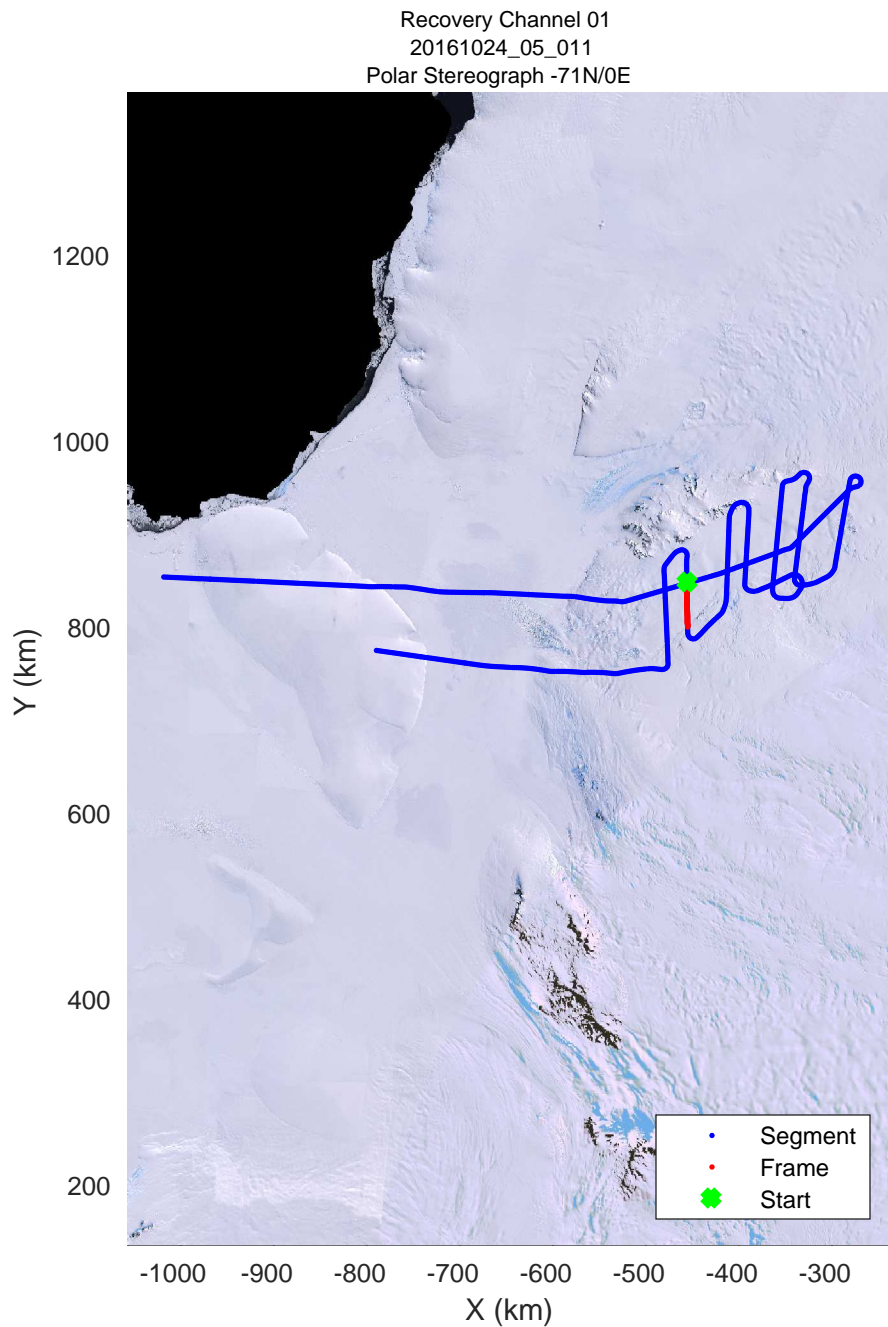 Recovery Channel 01
20161024_05_011
Polar Stereograph -71N/0E
1200
1000
800
600
400
200
Y (km)
-1000 -900 -800 -700 -600 -500 -400 -300
X (km)
Segment
Frame
Start